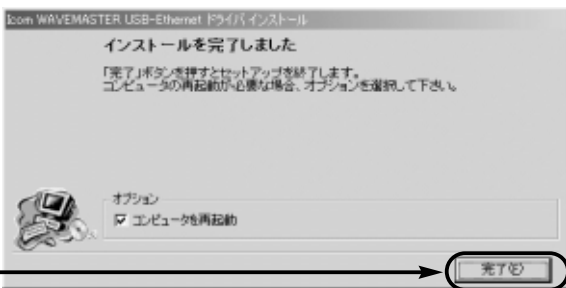 Icom WAVEMASTER USB-Ethernet ドライバ インストール
インストールを完了しました
「完了」ボタンを押すとセットアップを終了します。
コンピュータの再起動が必要な場合、オプションを選択して下さい。
オプション
コンピュータを再起動
完了(E)